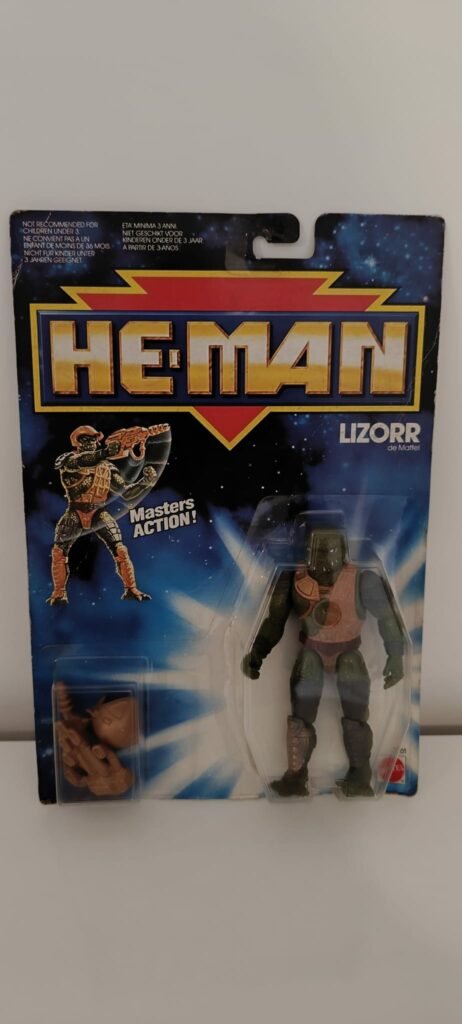 NOT RECOMMENDED FOR
CHILDREN UNDER 3.
NE CONVIENT PAS A UN
ENFANT DE MOINS DE 36 MOIS.
NICHT FÜR KINDER UNTER
3 JAHREN GEEIGNET.
ETA' MINIMA 3 ANNI.
NIET GESCHIKT VOOR
KINDEREN ONDER DE 3 JAAR
A PARTIR DE 3 AÑOS
HE-MAN
LIZORR
de Mattel
Masters
ACTION!